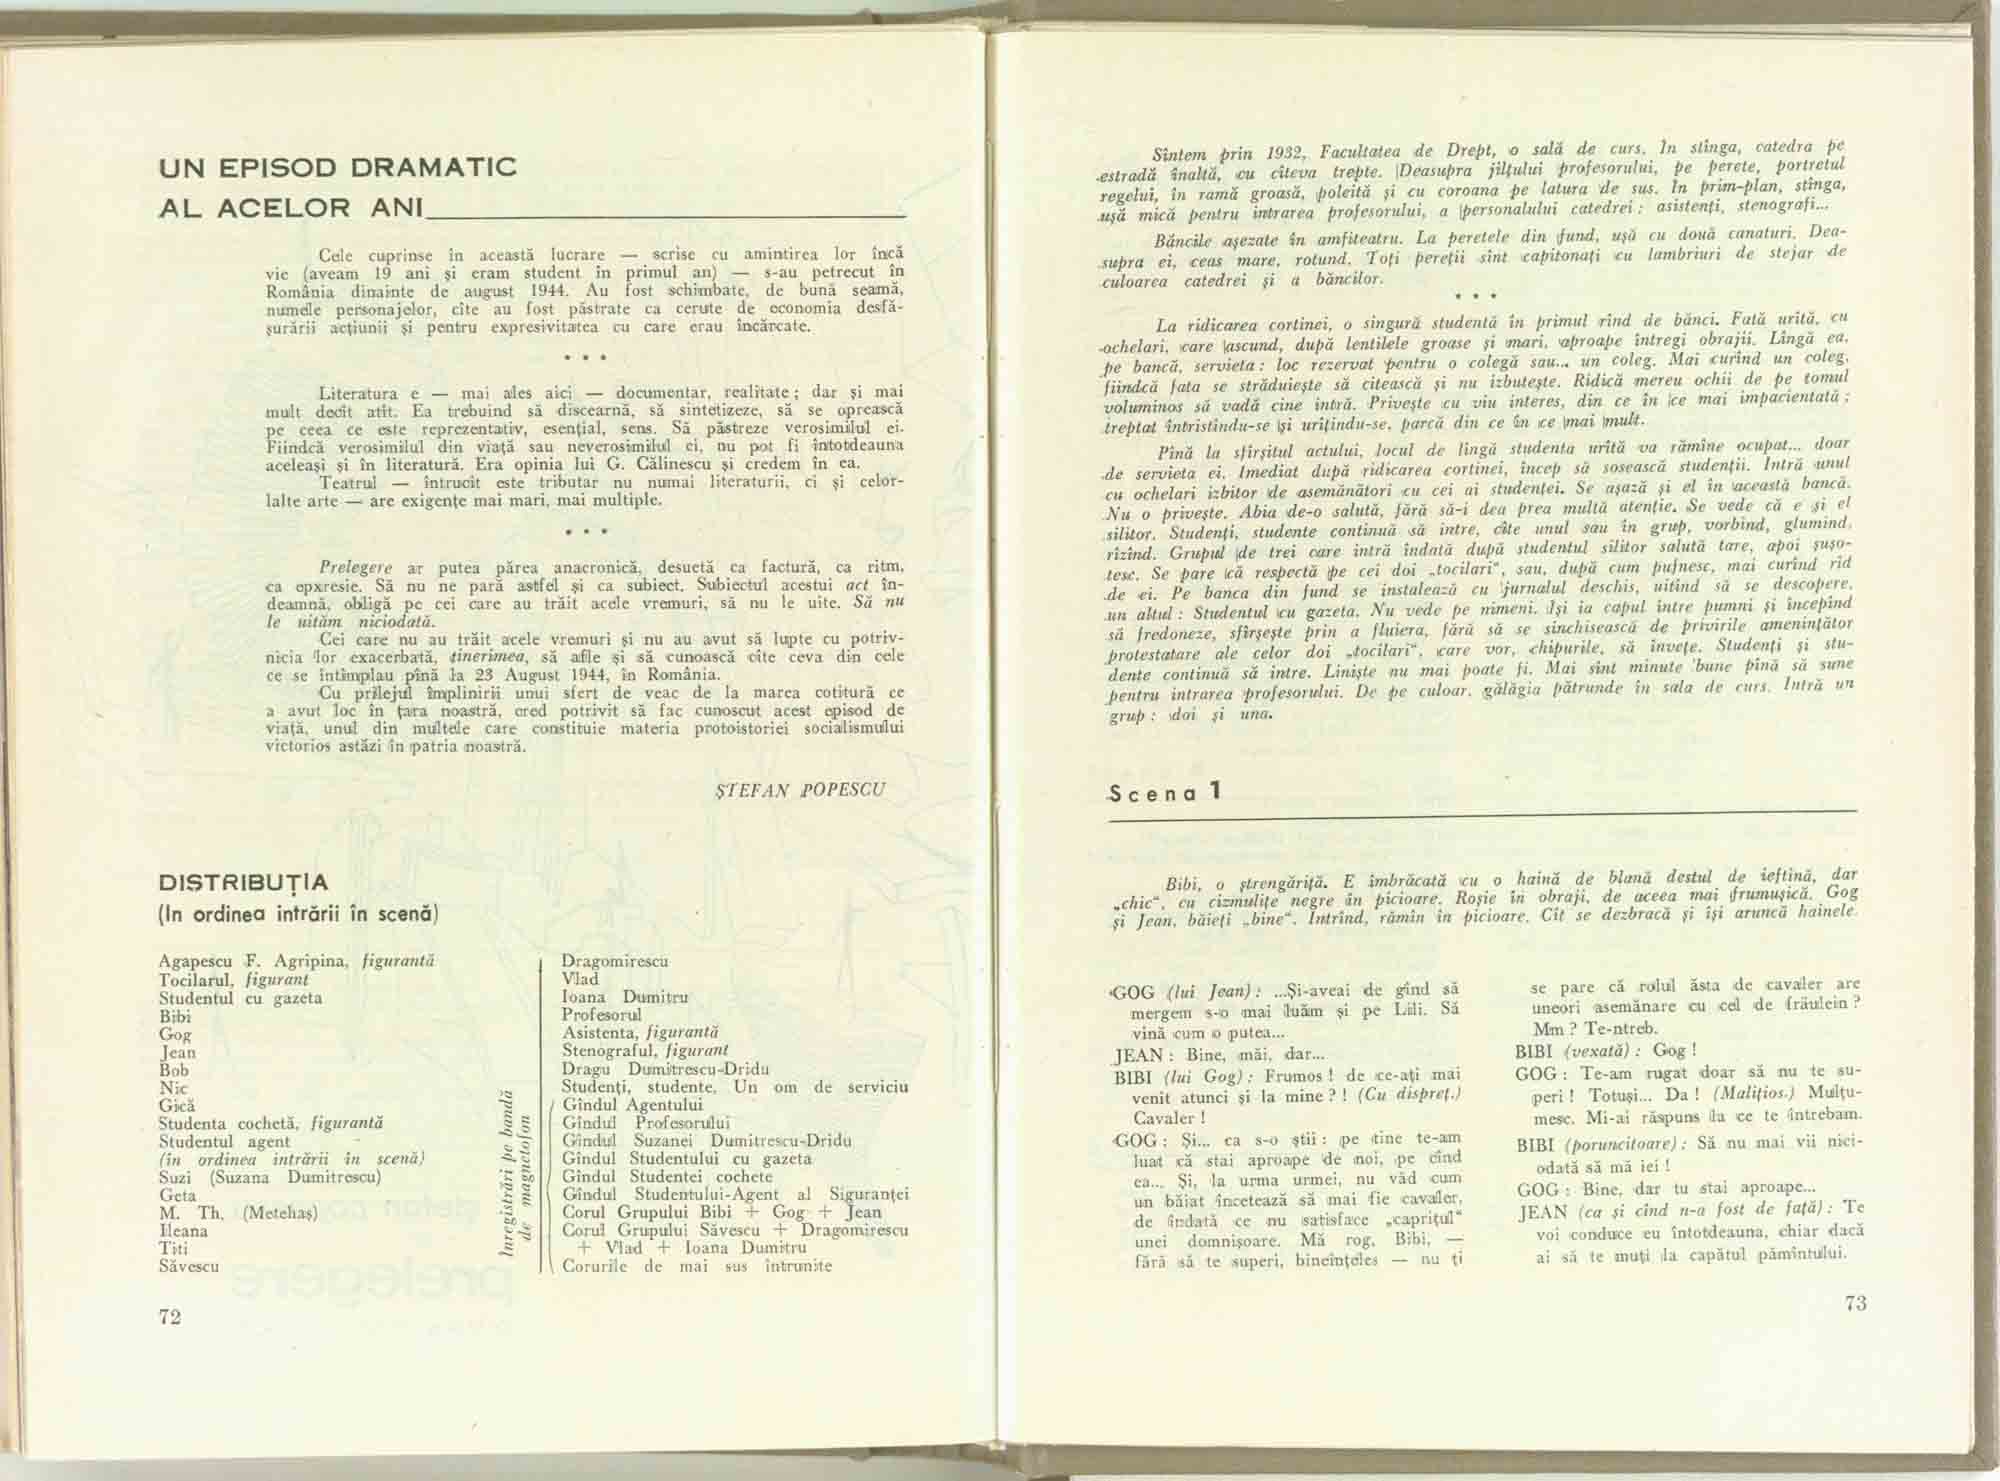 UN EPISOD DRAMATIC
AL ACELOR ANI
Cele cuprinse în această lucrare — scrise cu amintirea lor încă
vie (aveam 19 ani și eram student în primul an) — s-au petrecut în
România dinainte de august 1944. Au fost schimbate, de bună seamă,
numele personajelor, cîte au fost păstrate ca cerute de economia desfă-
șurării acțiunii și pentru expresivitatea cu care erau încărcate.
* * *
Literatura e — mai ales aici — documentar, realitate ; dar și mai
mult decît atît. Ea trebuind să discearnă, să sintetizeze, să se oprească
pe ceea ce este reprezentativ, esențial, sens. Să păstreze verosimilul ei.
Fiindcă verosimilul din viață sau neverosimilul ei, nu pot fi întotdeauna
aceleași și în literatură. Era opinia lui G. Călinescu și credem în ea.
Teatrul — întrucît este tributar nu numai literaturii, ci și celor-
lalte arte — are exigențe mai mari, mai multiple.
* * *
Prelegere ar putea părea anacronică, desuetă ca factură, ca ritm,
ca epxresie. Să nu ne pară astfel și ca subiect. Subiectul acestui act în-
deamnă, obligă pe cei care au trăit acele vremuri, să nu le uite. Să nu
le uităm niciodată.
Cei care nu au trăit acele vremuri și nu au avut să lupte cu potriv-
nicia lor exacerbată, tinerimea, să afle și să cunoască cîte ceva din cele
ce se întîmplau pînă la 23 August 1944, în România.
Cu prilejul împlinirii unui sfert de veac de la marea cotitură ce
a avut loc în țara noastră, cred potrivit să fac cunoscut acest episod de
viață, unul din multele care constituie materia protoistoriei socialismului
victorios astăzi în patria noastră.
ȘTEFAN POPESCU
DISTRIBUȚIA
(In ordinea intrării în scenă)
Agapescu F. Agripina, figurantă
Tocilarul, figurant
Studentul cu gazeta
Bibi
Gog
Jean
Bob
Nic
Gică
Studenta cochetă, figurantă
Studentul agent
(în ordinea intrării în scenă)
Suzi (Suzana Dumitrescu)
Geta
M. Th. (Metehaș)
Ileana
Titi
Săvescu
Dragomirescu
Vlad
Ioana Dumitru
Profesorul
Asistenta, figurantă
Stenograful, figurant
Dragu Dumitrescu-Dridu
Studenți, studente. Un om de serviciu
înregistrări pe bandă
de magnetofon
Gîndul Agentului
Gîndul Profesorului
Gîndul Suzanei Dumitrescu-Dridu
Gîndul Studentului cu gazeta
Gîndul Studentei cochete
Gîndul Studentului-Agent al Siguranței
Corul Grupului Bibi + Gog + Jean
Corul Grupului Săvescu + Dragomirescu
+ Vlad + Ioana Dumitru
Corurile de mai sus întrunite
72
Sîntem prin 1932, Facultatea de Drept, o sală de curs. In stînga, catedra pe
estradă înaltă, cu cîteva trepte. Deasupra jilțului profesorului, pe perete, portretul
regelui, în ramă groasă, poleită și cu coroana pe latura de sus. In prim-plan, stînga,
ușă mică pentru intrarea profesorului, a personalului catedrei : asistenți, stenografi...
Băncile așezate în amfiteatru. La peretele din fund, ușă cu două canaturi. Dea-
supra ei, ceas mare, rotund. Toți pereții sînt capitonați cu lambriuri de stejar de
culoarea catedrei și a băncilor.
* * *
La ridicarea cortinei, o singură studentă în primul rînd de bănci. Fată urîtă, cu
ochelari, care ascund, după lentilele groase și mari, aproape întregi obrajii. Lîngă ea,
pe bancă, servieta : loc rezervat pentru o colegă sau... un coleg. Mai curînd un coleg,
fiindcă fata se străduiește să citească și nu izbutește. Ridică mereu ochii de pe tomul
voluminos să vadă cine intră. Privește cu viu interes, din ce în ce mai impacientată ;
treptat întristîndu-se și urîțindu-se, parcă din ce în ce mai mult.
Pînă la sfîrșitul actului, locul de lîngă studenta urîtă va rămîne ocupat... doar
de servieta ei. Imediat după ridicarea cortinei, încep să sosească studenții. Intră unul
cu ochelari izbitor de asemănători cu cei ai studentei. Se așază și el în această bancă.
Nu o privește. Abia de-o salută, fără să-i dea prea multă atenție. Se vede că e și el
silitor. Studenți, studente continuă să intre, cîte unul sau în grup, vorbind, glumind,
rîzînd. Grupul de trei care intră îndată după studentul silitor salută tare, apoi șușo-
tesc. Se pare că respectă pe cei doi „tocilari“, sau, după cum pufnesc, mai curînd rîd
de ei. Pe banca din fund se instalează cu jurnalul deschis, uitînd să se descopere,
un altul : Studentul cu gazeta. Nu vede pe nimeni. Iși ia capul între pumni și începînd
să fredoneze, sfîrșește prin a fluiera, fără să se sinchisească de privirile amenințător
protestatare ale celor doi „tocilari“, care vor, chipurile, să învețe. Studenți și stu-
dente continuă să intre. Liniște nu mai poate fi. Mai sînt minute bune pînă să sune
pentru intrarea profesorului. De pe culoar, gălăgia pătrunde în sala de curs. Intră un
grup : doi și una.
Scena 1
Bibi, o ștrengăriță. E îmbrăcată cu o haină de blană destul de ieftină, dar
„chic“, cu cizmulițe negre în picioare. Roșie în obraji, de aceea mai frumușică. Gog
și Jean, băieți „bine“. Intrînd, rămîn în picioare. Cît se dezbracă și își aruncă hainele.
GOG (lui Jean) : ...Și-aveai de gînd să
mergem s-o mai luăm și pe Lili. Să
vină cum o putea...
JEAN : Bine, măi, dar...
BIBI (lui Gog) : Frumos ! de ce-ați mai
venit atunci și la mine ? ! (Cu dispreț.)
Cavaler !
GOG : Și... ca s-o știi : pe tine te-am
luat că stai aproape de noi, pe cînd
ea... Și, la urma urmei, nu văd cum
un băiat încetează să mai fie cavaler,
de îndată ce nu satisface „caprițul“
unei domnișoare. Mă rog, Bibi, —
fără să te superi, bineînțeles — nu ți
se pare că rolul ăsta de cavaler are
uneori asemănare cu cel de fräulein ?
Mm ? Te-ntreb.
BIBI (vexată) : Gog !
GOG : Te-am rugat doar să nu te su-
peri ! Totuși... Da ! (Malițios.) Mulțu-
mesc. Mi-ai răspuns la ce te întrebam.
BIBI (poruncitoare) : Să nu mai vii nici-
odată să mă iei !
GOG : Bine, dar tu stai aproape...
JEAN (ca și cînd n-a fost de față) : Te
voi conduce eu întotdeauna, chiar dacă
ai să te muți la capătul pămîntului.
73